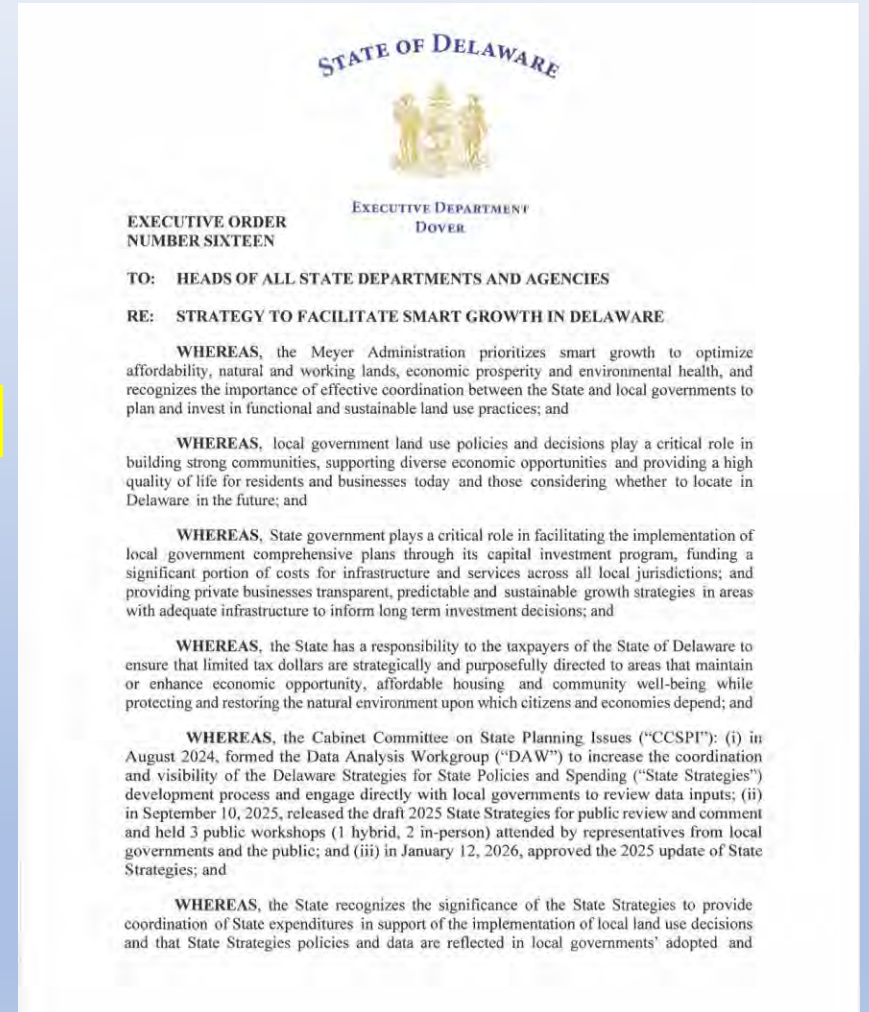 STATE OF DELAWARE
EXECUTIVE DEPARTMENT
DOVER
EXECUTIVE ORDER
NUMBER SIXTEEN
TO: HEADS OF ALL STATE DEPARTMENTS AND AGENCIES
RE: STRATEGY TO FACILITATE SMART GROWTH IN DELAWARE
WHEREAS, the Meyer Administration prioritizes smart growth to optimize
affordability, natural and working lands, economic prosperity and environmental health, and
recognizes the importance of effective coordination between the State and local governments to
plan and invest in functional and sustainable land use practices; and
WHEREAS, local government land use policies and decisions play a critical role in
building strong communities, supporting diverse economic opportunities and providing a high
quality of life for residents and businesses today and those considering whether to locate in
Delaware in the future; and
WHEREAS, State government plays a critical role in facilitating the implementation of
local government comprehensive plans through its capital investment program, funding a
significant portion of costs for infrastructure and services across all local jurisdictions; and
providing private businesses transparent, predictable and sustainable growth strategies in areas
with adequate infrastructure to inform long term investment decisions; and
WHEREAS, the State has a responsibility to the taxpayers of the State of Delaware to
ensure that limited tax dollars are strategically and purposefully directed to areas that maintain
or enhance economic opportunity, affordable housing and community well-being while
protecting and restoring the natural environment upon which citizens and economies depend; and
WHEREAS, the Cabinet Committee on State Planning Issues ("CCSPI"): (i) in
August 2024, formed the Data Analysis Workgroup ("DAW") to increase the coordination
and visibility of the Delaware Strategies for State Policies and Spending ("State Strategies")
development process and engage directly with local governments to review data inputs; (ii)
in September 10, 2025, released the draft 2025 State Strategies for public review and comment
and held 3 public workshops (1 hybrid, 2 in-person) attended by representatives from local
governments and the public; and (iii) in January 12, 2026, approved the 2025 update of State
Strategies; and
WHEREAS, the State recognizes the significance of the State Strategies to provide
coordination of State expenditures in support of the implementation of local land use decisions
and that State Strategies policies and data are reflected in local governments' adopted and